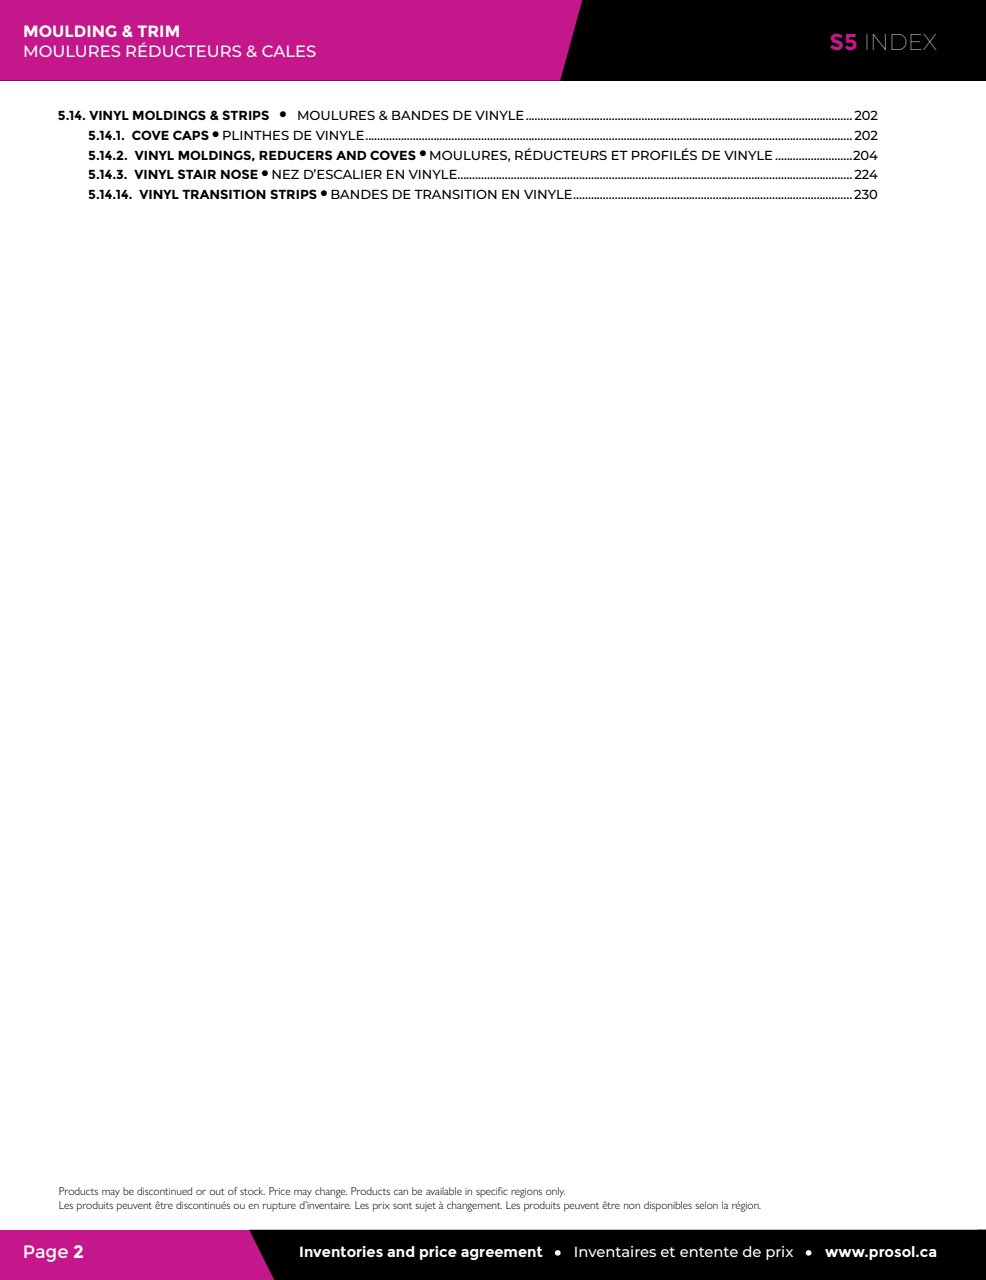 MOULDING & TRIM
MOULURES RÉDUCTEURS & CALES
S5 INDEX
5.14. VINYL MOLDINGS & STRIPS • MOULURES & BANDES DE VINYLE 202
5.14.1. COVE CAPS • PLINTHES DE VINYLE 202
5.14.2. VINYL MOLDINGS, REDUCERS AND COVES • MOULURES, RÉDUCTEURS ET PROFILÉS DE VINYLE 204
5.14.3. VINYL STAIR NOSE • NEZ D'ESCALIER EN VINYLE 224
5.14.14. VINYL TRANSITION STRIPS • BANDES DE TRANSITION EN VINYLE 230
Products may be discontinued or out of stock. Price may change. Products can be available in specific regions only.
Les produits peuvent être discontinués ou en rupture d'inventaire. Les prix sont sujet à changement. Les produits peuvent être non disponibles selon la région.
Page 2
Inventories and price agreement • Inventaires et entente de prix • www.prosol.ca